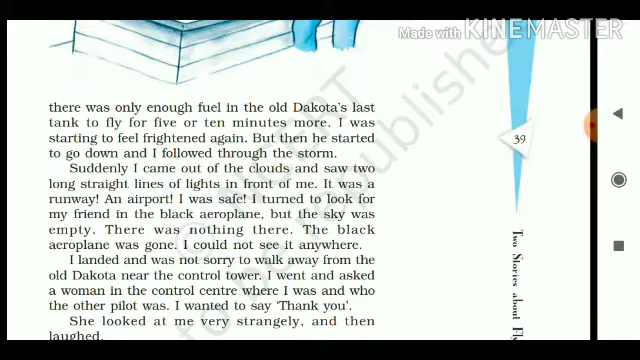 Made with KINEMASTER
there was only enough fuel in the old Dakota's last
tank to fly for five or ten minutes more. I was
starting to feel frightened again. But then he started
to go down and I followed through the storm.
Suddenly I came out of the clouds and saw two
long straight lines of lights in front of me. It was a
runway! An airport! I was safe! I turned to look for
my friend in the black aeroplane, but the sky was
empty. There was nothing there. The black
aeroplane was gone. I could not see it anywhere.
I landed and was not sorry to walk away from the
old Dakota near the control tower. I went and asked
a woman in the control centre where I was and who
the other pilot was. I wanted to say 'Thank you'.
She looked at me very strangely, and then
laughed.
39
Two Stories about
© NCERT
to be republished